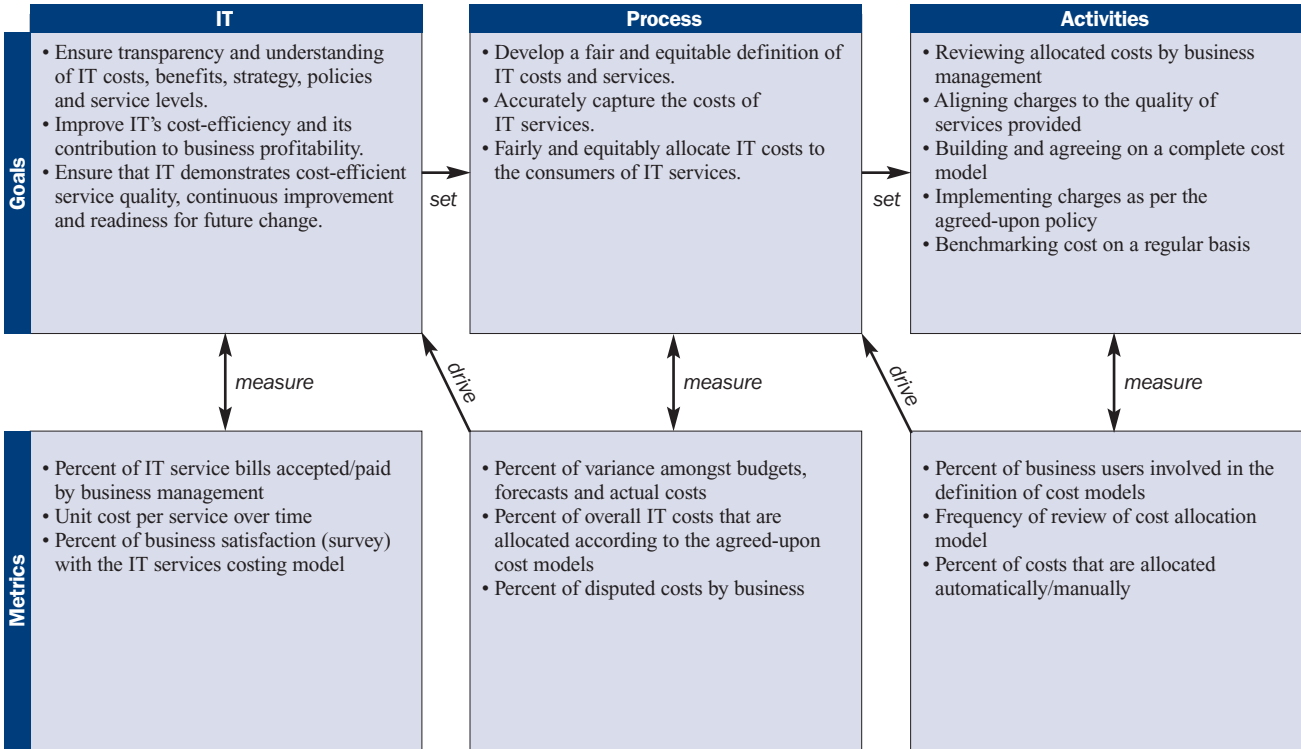 IT
Process
Activities
Goals
• Ensure transparency and understanding
of IT costs, benefits, strategy, policies
and service levels.
• Improve IT’s cost-efficiency and its
contribution to business profitability.
• Ensure that IT demonstrates cost-efficient
service quality, continuous improvement
and readiness for future change.
set
• Develop a fair and equitable definition of
IT costs and services.
• Accurately capture the costs of
IT services.
• Fairly and equitably allocate IT costs to
the consumers of IT services.
set
• Reviewing allocated costs by business
management
• Aligning charges to the quality of
services provided
• Building and agreeing on a complete cost
model
• Implementing charges as per the
agreed-upon policy
• Benchmarking cost on a regular basis
measure
drive
measure
drive
measure
Metrics
• Percent of IT service bills accepted/paid
by business management
• Unit cost per service over time
• Percent of business satisfaction (survey)
with the IT services costing model
• Percent of variance amongst budgets,
forecasts and actual costs
• Percent of overall IT costs that are
allocated according to the agreed-upon
cost models
• Percent of disputed costs by business
• Percent of business users involved in the
definition of cost models
• Frequency of review of cost allocation
model
• Percent of costs that are allocated
automatically/manually